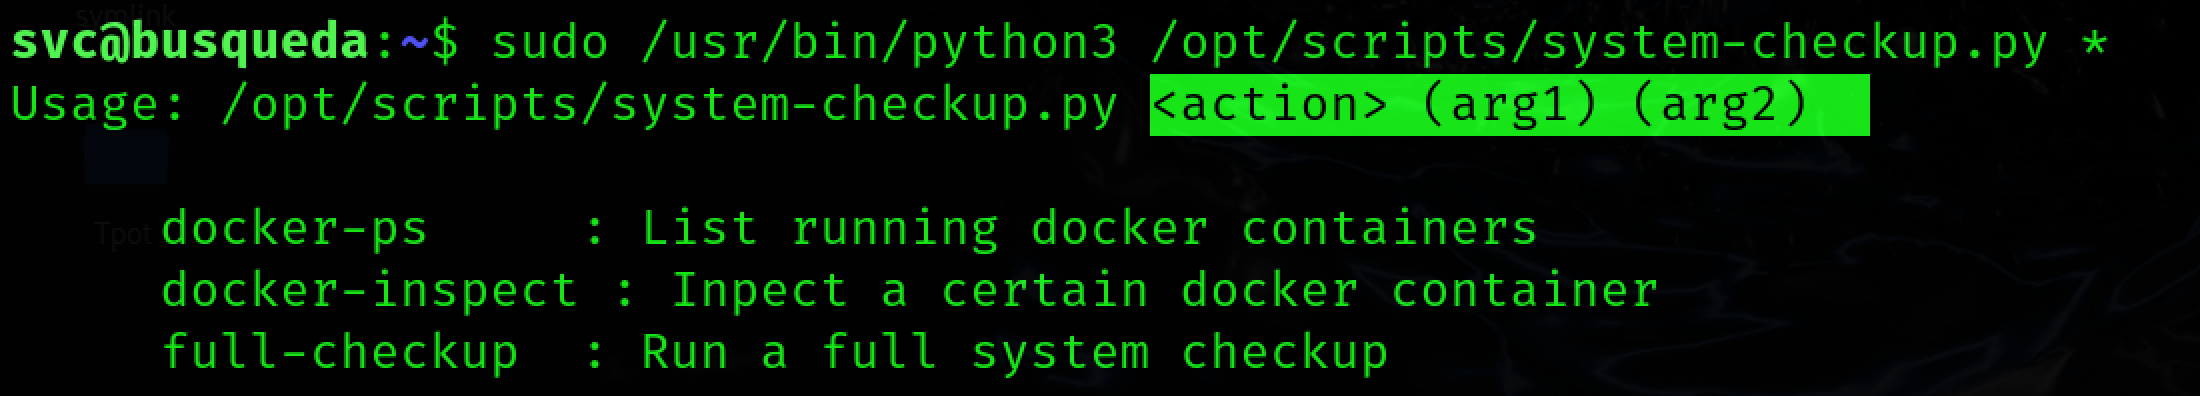 symlink
svc@busqueda:~$ sudo /usr/bin/python3 /opt/scripts/system-checkup.py *
Usage: /opt/scripts/system-checkup.py <action> (arg1) (arg2)
docker-ps : List running docker containers
Tpot
docker-inspect : Inpect a certain docker container
full-checkup : Run a full system checkup